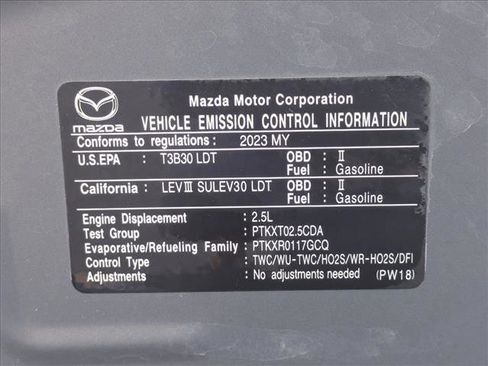 Mazda Motor Corporation
mazda
VEHICLE EMISSION CONTROL INFORMATION
Conforms to regulations: 2023 MY
U.S.EPA : T3B30 LDT OBD : II
Fuel : Gasoline
California : LEVIII SULEV30 LDT OBD : II
Fuel : Gasoline
Engine Displacement : 2.5L
Test Group : PTKXT02.5CDA
Evaporative/Refueling Family : PTKXR0117GCQ
Control Type : TWC/WU-TWC/HO2S/WR-HO2S/DFI
Adjustments : No adjustments needed (PW18)